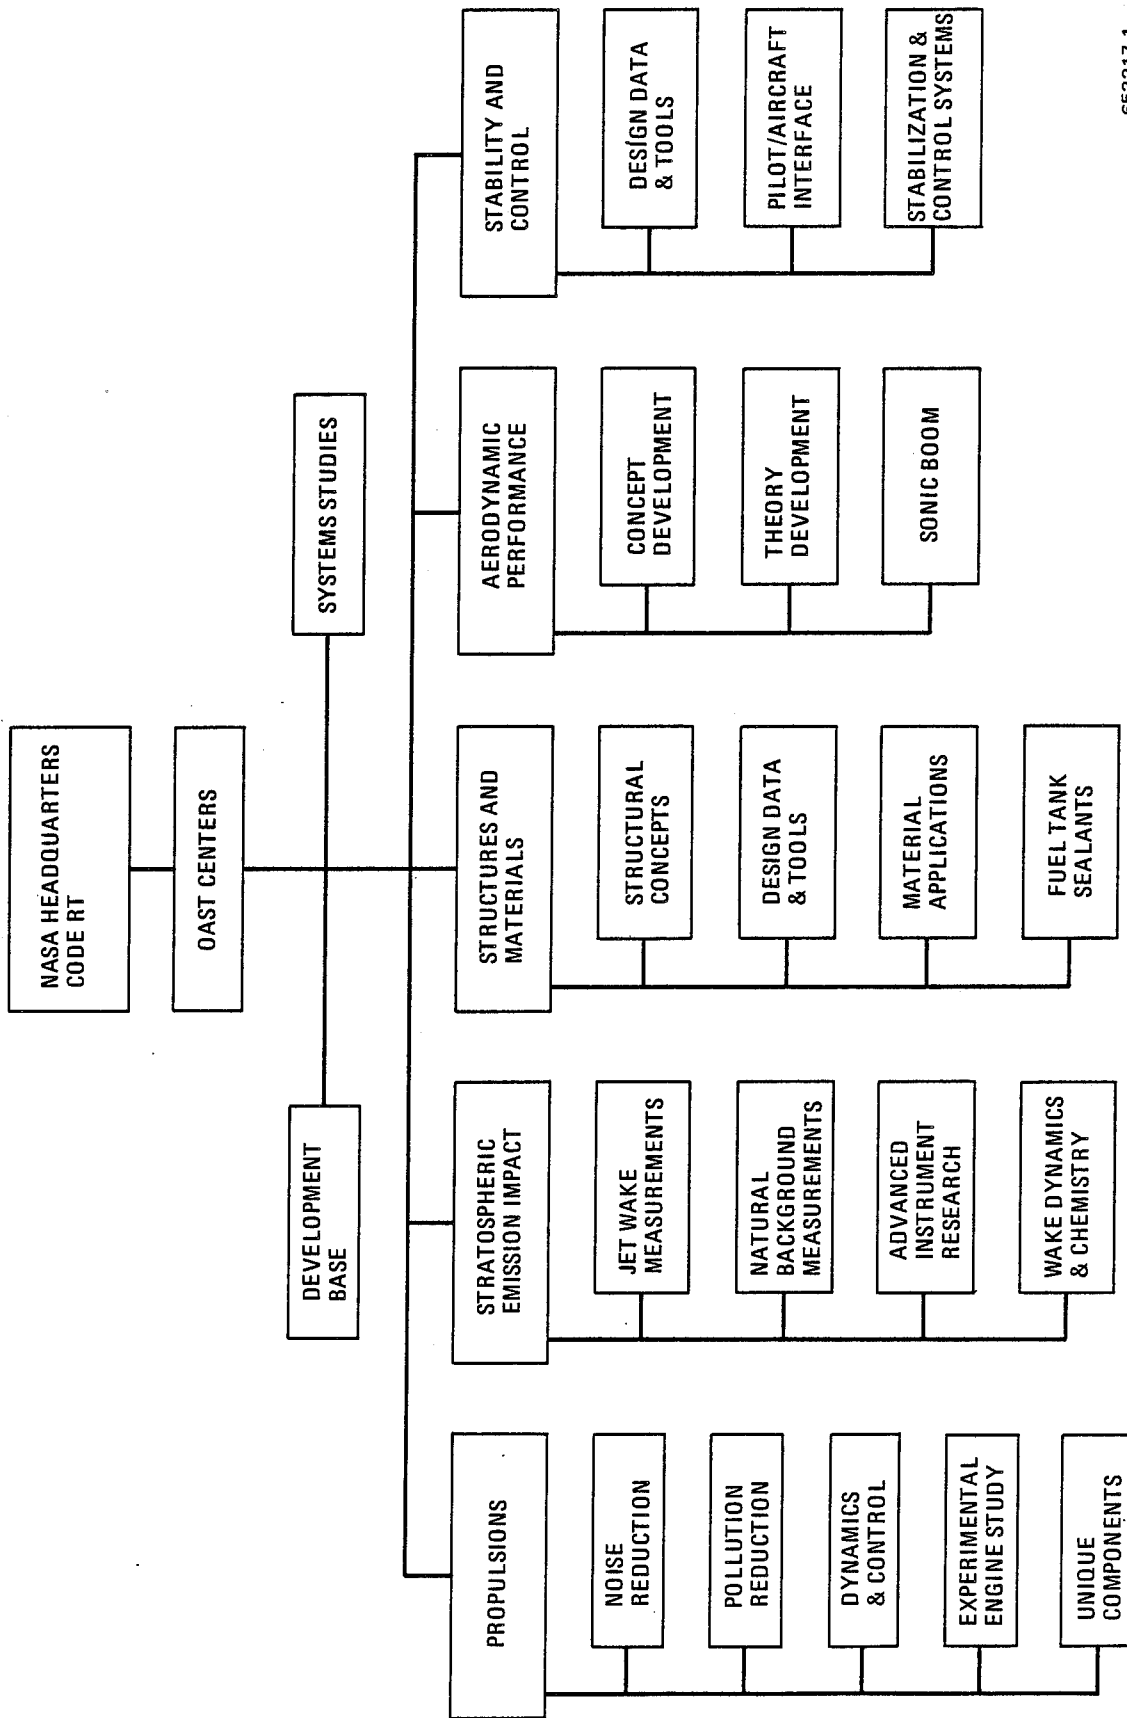 NASA HEADQUARTERS
CODE RT
OAST CENTERS
DEVELOPMENT
BASE
SYSTEMS STUDIES
PROPULSIONS
NOISE
REDUCTION
POLLUTION
REDUCTION
DYNAMICS
& CONTROL
EXPERIMENTAL
ENGINE STUDY
UNIQUE
COMPONENTS
STRATOSPHERIC
EMISSION IMPACT
JET WAKE
MEASUREMENTS
NATURAL
BACKGROUND
MEASUREMENTS
ADVANCED
INSTRUMENT
RESEARCH
WAKE DYNAMICS
& CHEMISTRY
STRUCTURES AND
MATERIALS
STRUCTURAL
CONCEPTS
DESIGN DATA
& TOOLS
MATERIAL
APPLICATIONS
FUEL TANK
SEALANTS
AERODYNAMIC
PERFORMANCE
CONCEPT
DEVELOPMENT
THEORY
DEVELOPMENT
SONIC BOOM
STABILITY AND
CONTROL
DESIGN DATA
& TOOLS
PILOT/AIRCRAFT
INTERFACE
STABILIZATION &
CONTROL SYSTEMS